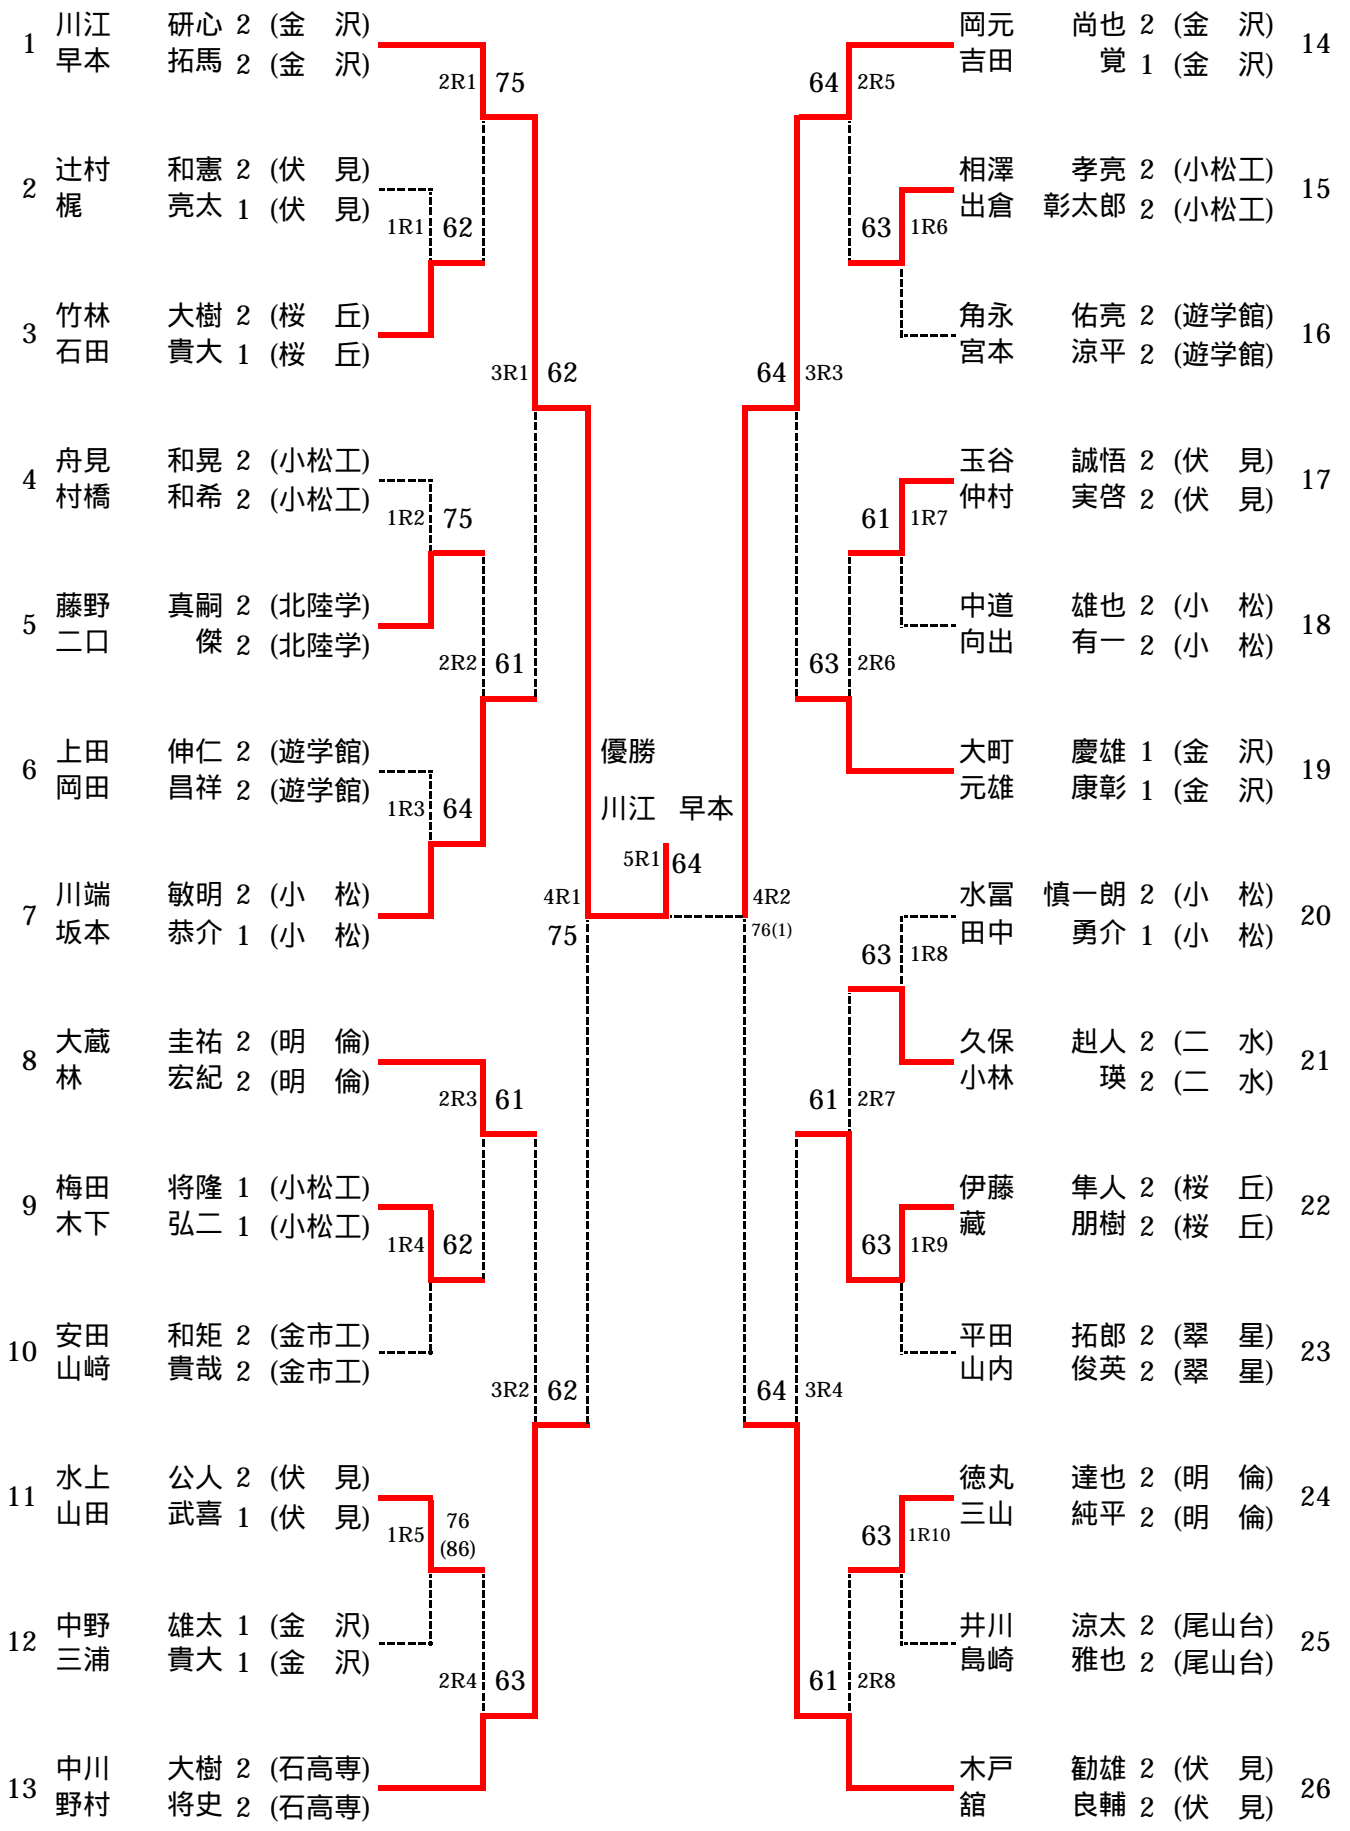 1 川江 研心 2 (金 沢)
早本 拓馬 2 (金 沢)
2R1 75
2 辻村 和憲 2 (伏 見)
梶 亮太 1 (伏 見)
1R1 62
3 竹林 大樹 2 (桜 丘)
石田 貴大 1 (桜 丘)
3R1 62
4 舟見 和晃 2 (小松工)
村橋 和希 2 (小松工)
1R2 75
5 藤野 真嗣 2 (北陸学)
二口 傑 2 (北陸学)
2R2 61
6 上田 伸仁 2 (遊学館)
岡田 昌祥 2 (遊学館)
1R3 64
7 川端 敏明 2 (小 松)
坂本 恭介 1 (小 松)
4R1
75
8 大蔵 圭祐 2 (明 倫)
林 宏紀 2 (明 倫)
2R3 61
9 梅田 将隆 1 (小松工)
木下 弘二 1 (小松工)
1R4 62
10 安田 和矩 2 (金市工)
山﨑 貴哉 2 (金市工)
3R2 62
11 水上 公人 2 (伏 見)
山田 武喜 1 (伏 見)
1R5 76
(86)
12 中野 雄太 1 (金 沢)
三浦 貴大 1 (金 沢)
2R4 63
13 中川 大樹 2 (石高専)
野村 将史 2 (石高専)
優勝
川江 早本
5R1 64
岡元 尚也 2 (金 沢) 14
吉田 覚 1 (金 沢)
64 2R5
相澤 孝亮 2 (小松工) 15
出倉 彰太郎 2 (小松工)
63 1R6
角永 佑亮 2 (遊学館) 16
宮本 涼平 2 (遊学館)
64 3R3
玉谷 誠悟 2 (伏 見) 17
仲村 実啓 2 (伏 見)
61 1R7
中道 雄也 2 (小 松) 18
向出 有一 2 (小 松)
63 2R6
大町 慶雄 1 (金 沢) 19
元雄 康彰 1 (金 沢)
4R2
76(1)
水冨 慎一朗 2 (小 松) 20
田中 勇介 1 (小 松)
63 1R8
久保 赳人 2 (二 水) 21
小林 瑛 2 (二 水)
61 2R7
伊藤 隼人 2 (桜 丘) 22
藏 朋樹 2 (桜 丘)
63 1R9
平田 拓郎 2 (翠 星) 23
山内 俊英 2 (翠 星)
64 3R4
徳丸 達也 2 (明 倫) 24
三山 純平 2 (明 倫)
63 1R10
井川 涼太 2 (尾山台) 25
島崎 雅也 2 (尾山台)
61 2R8
木戸 勧雄 2 (伏 見) 26
舘 良輔 2 (伏 見)